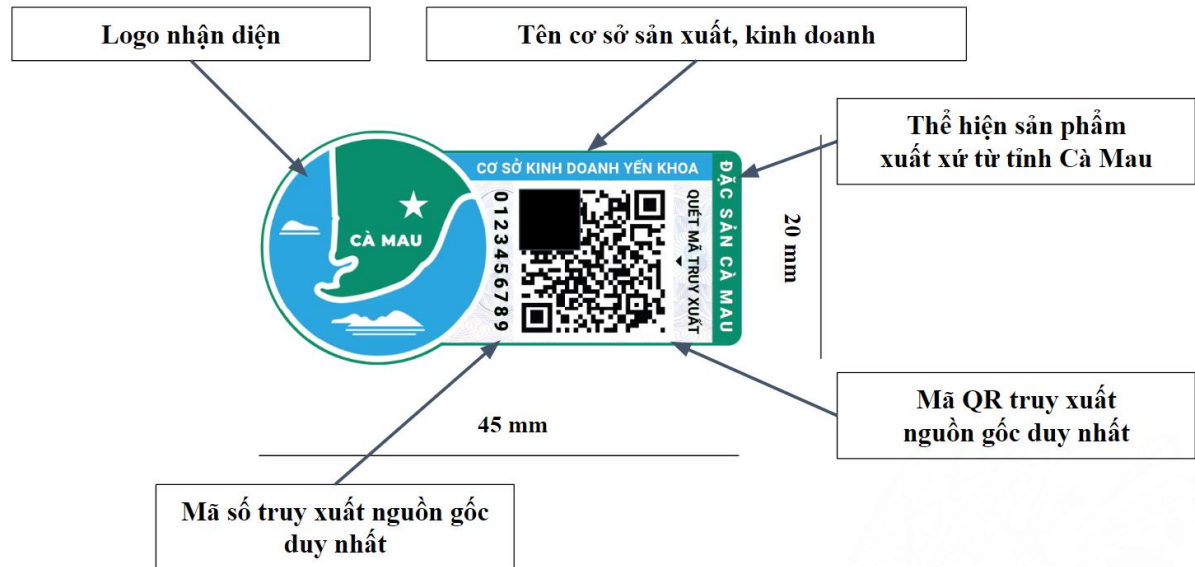 Logo nhận diện
Tên cơ sở sản xuất, kinh doanh
Thể hiện sản phẩm
xuất xứ từ tỉnh Cà Mau
CƠ SỞ KINH DOANH YẾN KHOA
CÀ MAU
0123456789
QUÉT MÃ TRUY XUẤT
ĐẶC SẢN CÀ MAU
20 mm
45 mm
Mã QR truy xuất
nguồn gốc duy nhất
Mã số truy xuất nguồn gốc
duy nhất